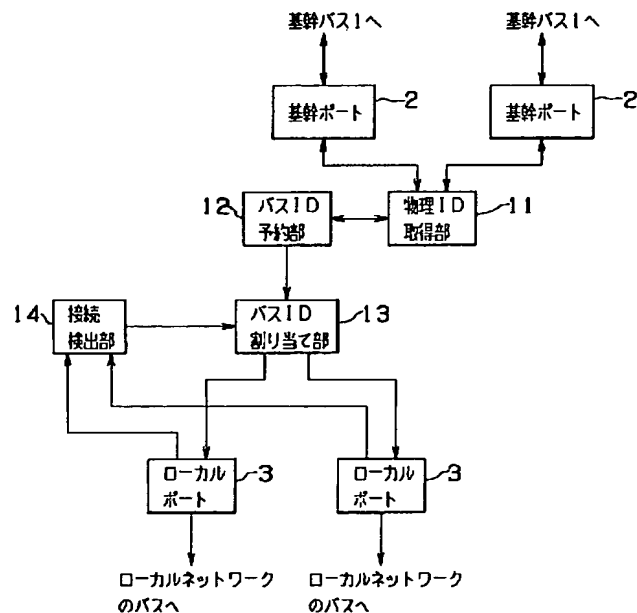 基幹バス1へ
基幹バス1へ
基幹ポート
2
基幹ポート
2
12
バスID
予約部
物理ID
取得部
11
14
接続
検出部
バスID
割り当て部
13
ローカル
ポート
3
ローカル
ポート
3
ローカルネットワーク
のバスへ
ローカルネットワーク
のバスへ